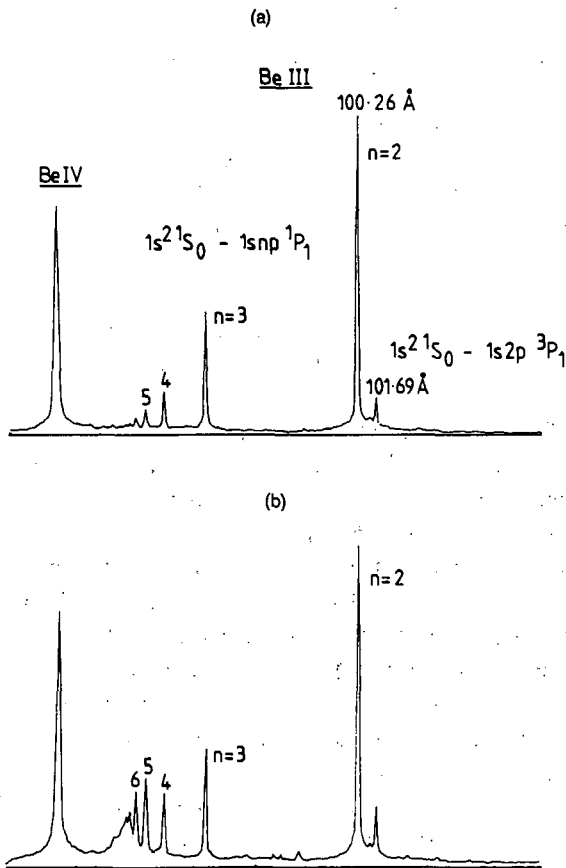 (a)
Be III
100·26 Å
n=2
Be IV
1s² ¹S₀ - 1snp ¹P₁
n=3
1s² ¹S₀ - 1s2p ³P₁
101·69 Å
5 4
(b)
n=2
n=3
6 5 4